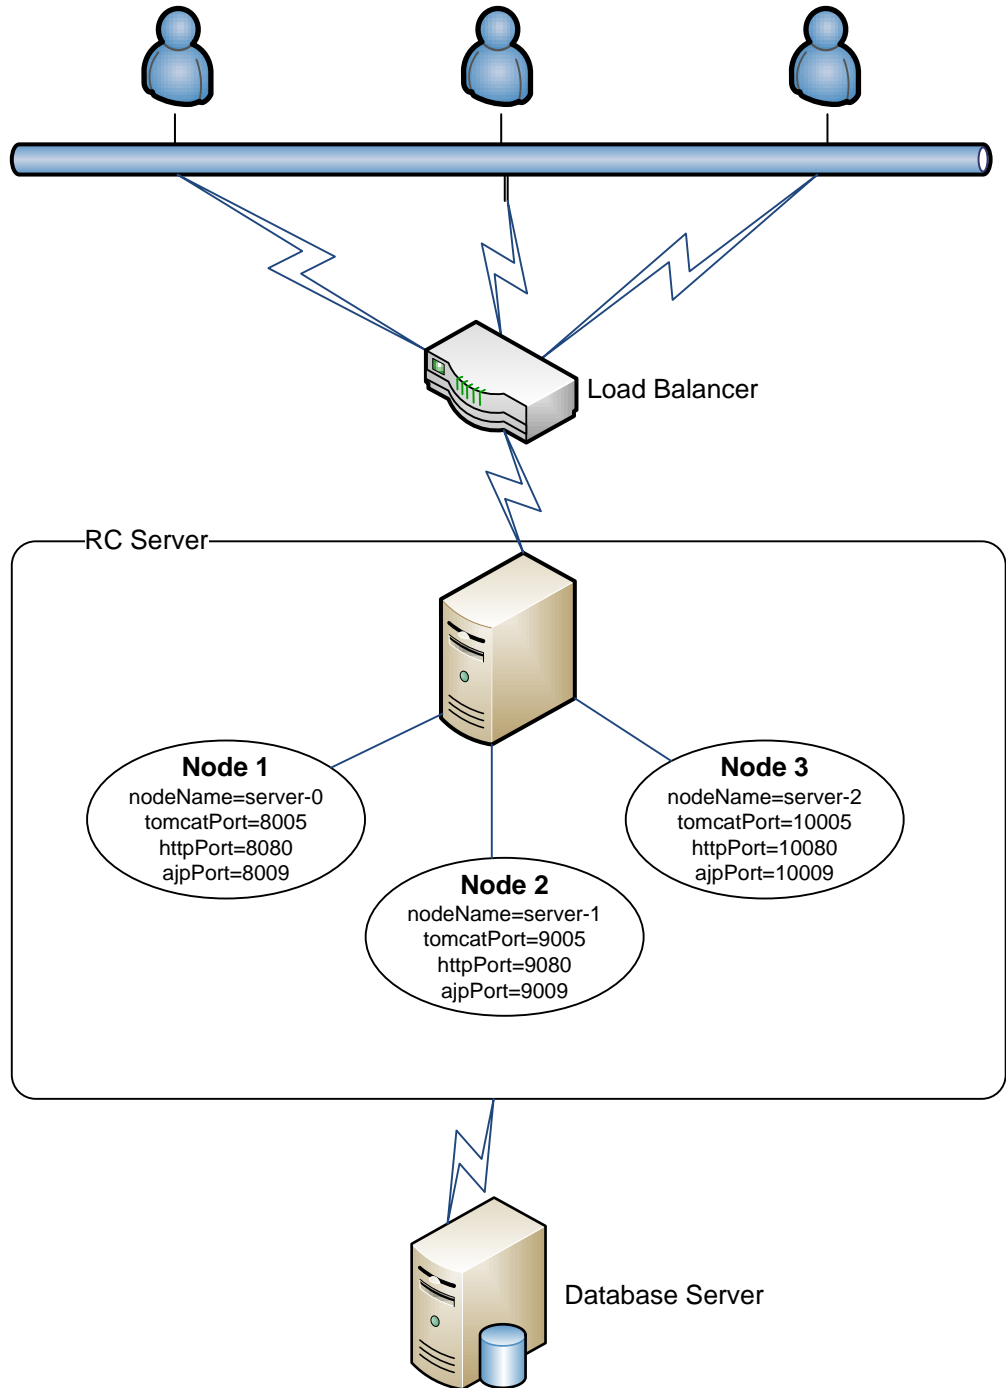 Load Balancer
RC Server
Node 1
nodeName=server-0
tomcatPort=8005
httpPort=8080
ajpPort=8009
Node 2
nodeName=server-1
tomcatPort=9005
httpPort=9080
ajpPort=9009
Node 3
nodeName=server-2
tomcatPort=10005
httpPort=10080
ajpPort=10009
Database Server